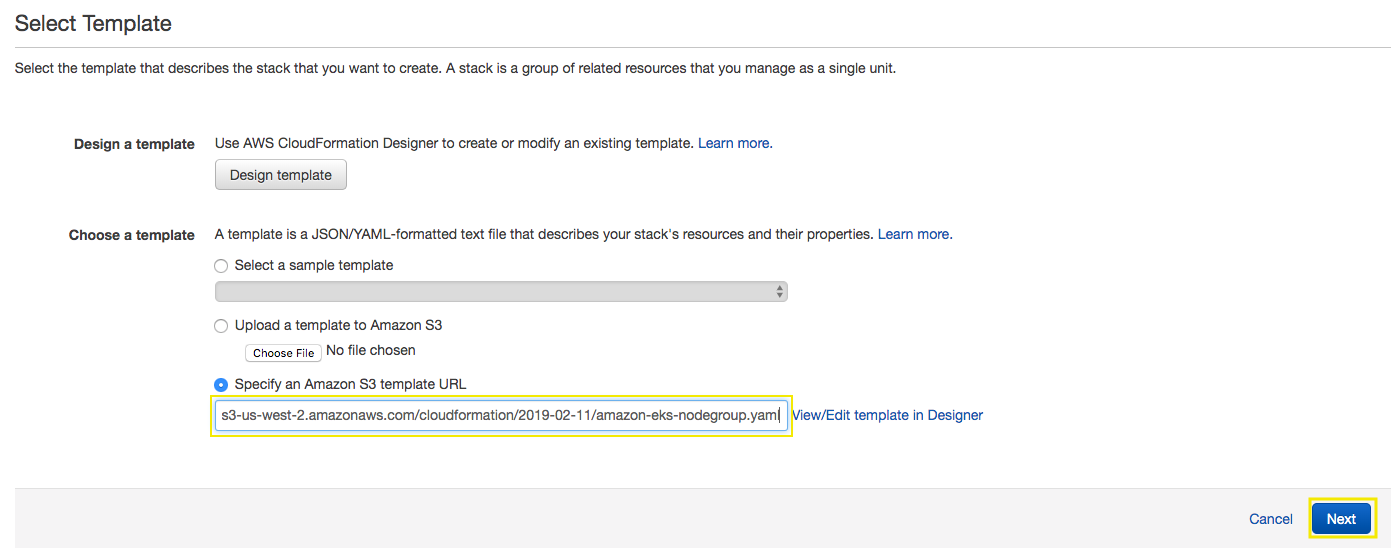 Select Template
Select the template that describes the stack that you want to create. A stack is a group of related resources that you manage as a single unit.
Design a template
Use AWS CloudFormation Designer to create or modify an existing template. Learn more.
Design template
Choose a template
A template is a JSON/YAML-formatted text file that describes your stack's resources and their properties. Learn more.
Select a sample template
Upload a template to Amazon S3
Choose File No file chosen
Specify an Amazon S3 template URL
s3-us-west-2.amazonaws.com/cloudformation/2019-02-11/amazon-eks-nodegroup.yaml
View/Edit template in Designer
Cancel
Next